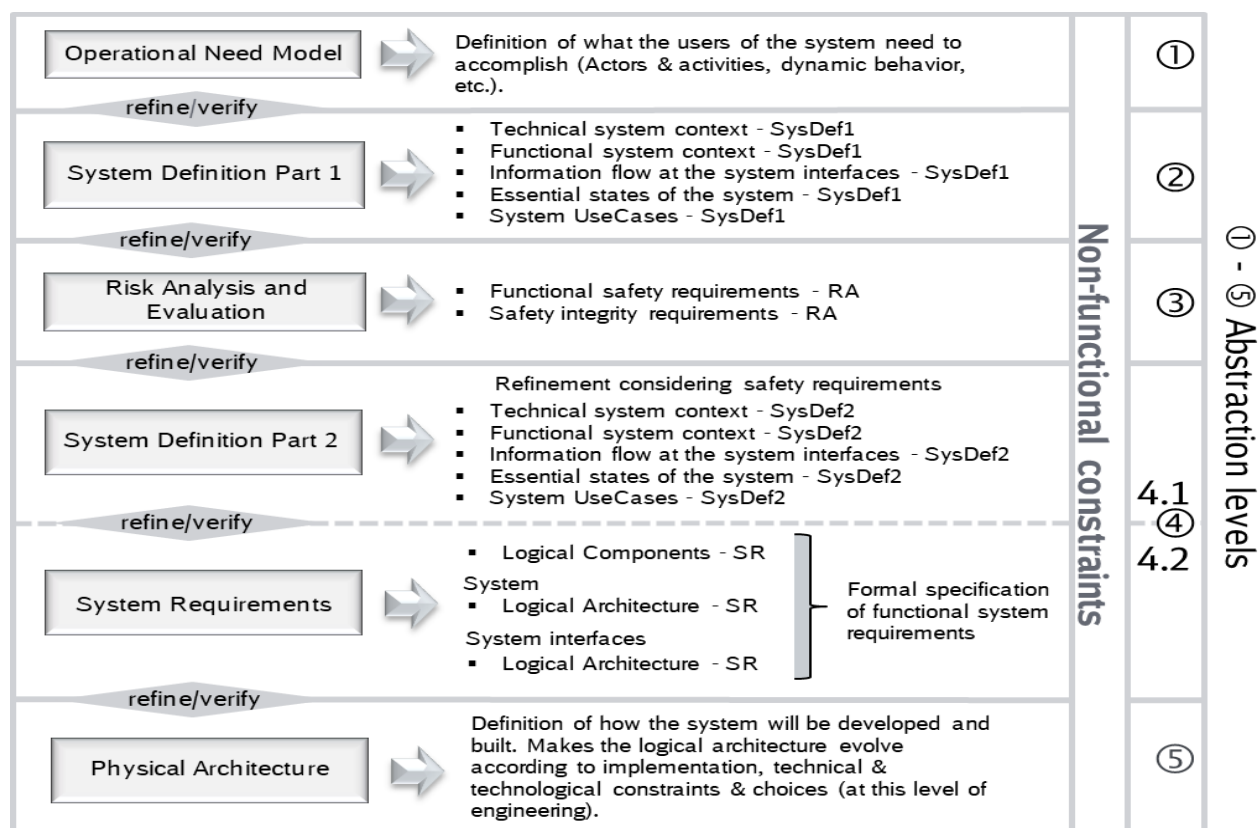 Operational Need Model
Definition of what the users of the system need to
accomplish (Actors & activities, dynamic behavior,
etc.).
①
refine/verify
System Definition Part 1
▪ Technical system context - SysDef1
▪ Functional system context - SysDef1
▪ Information flow at the system interfaces - SysDef1
▪ Essential states of the system - SysDef1
▪ System UseCases - SysDef1
②
refine/verify
Risk Analysis and
Evaluation
▪ Functional safety requirements - RA
▪ Safety integrity requirements - RA
③
refine/verify
System Definition Part 2
Refinement considering safety requirements
▪ Technical system context - SysDef2
▪ Functional system context - SysDef2
▪ Information flow at the system interfaces - SysDef2
▪ Essential states of the system - SysDef2
▪ System UseCases - SysDef2
4.1
④
4.2
refine/verify
System Requirements
▪ Logical Components - SR
System
▪ Logical Architecture - SR
System interfaces
▪ Logical Architecture - SR
Formal specification
of functional system
requirements
refine/verify
Physical Architecture
Definition of how the system will be developed and
built. Makes the logical architecture evolve
according to implementation, technical &
technological constraints & choices (at this level of
engineering).
⑤
Non-functional constraints
① - ⑤ Abstraction levels